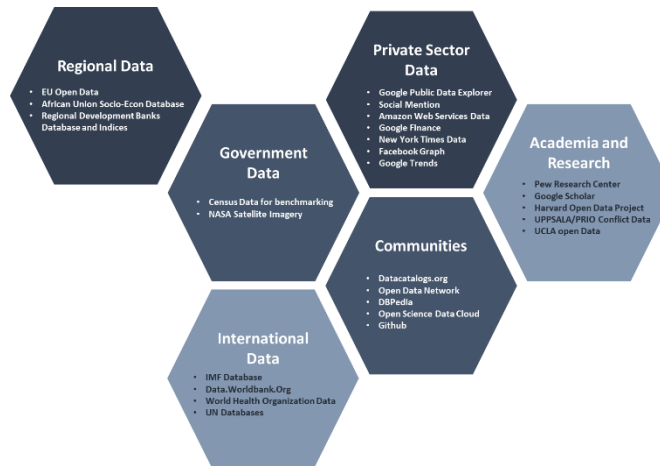 Regional Data
• EU Open Data
• African Union Socio-Econ Database
• Regional Development Banks
Database and Indices
Private Sector
Data
• Google Public Data Explorer
• Social Mention
• Amazon Web Services Data
• Google Finance
• New York Times Data
• Facebook Graph
• Google Trends
Government
Data
• Census Data for benchmarking
• NASA Satellite Imagery
Academia and
Research
• Pew Research Center
• Google Scholar
• Harvard Open Data Project
• UPPSALA/PRIO Conflict Data
• UCLA open Data
Communities
• Datacatalogs.org
• Open Data Network
• DBPedia
• Open Science Data Cloud
• Github
International
Data
• IMF Database
• Data.Worldbank.Org
• World Health Organization Data
• UN Databases